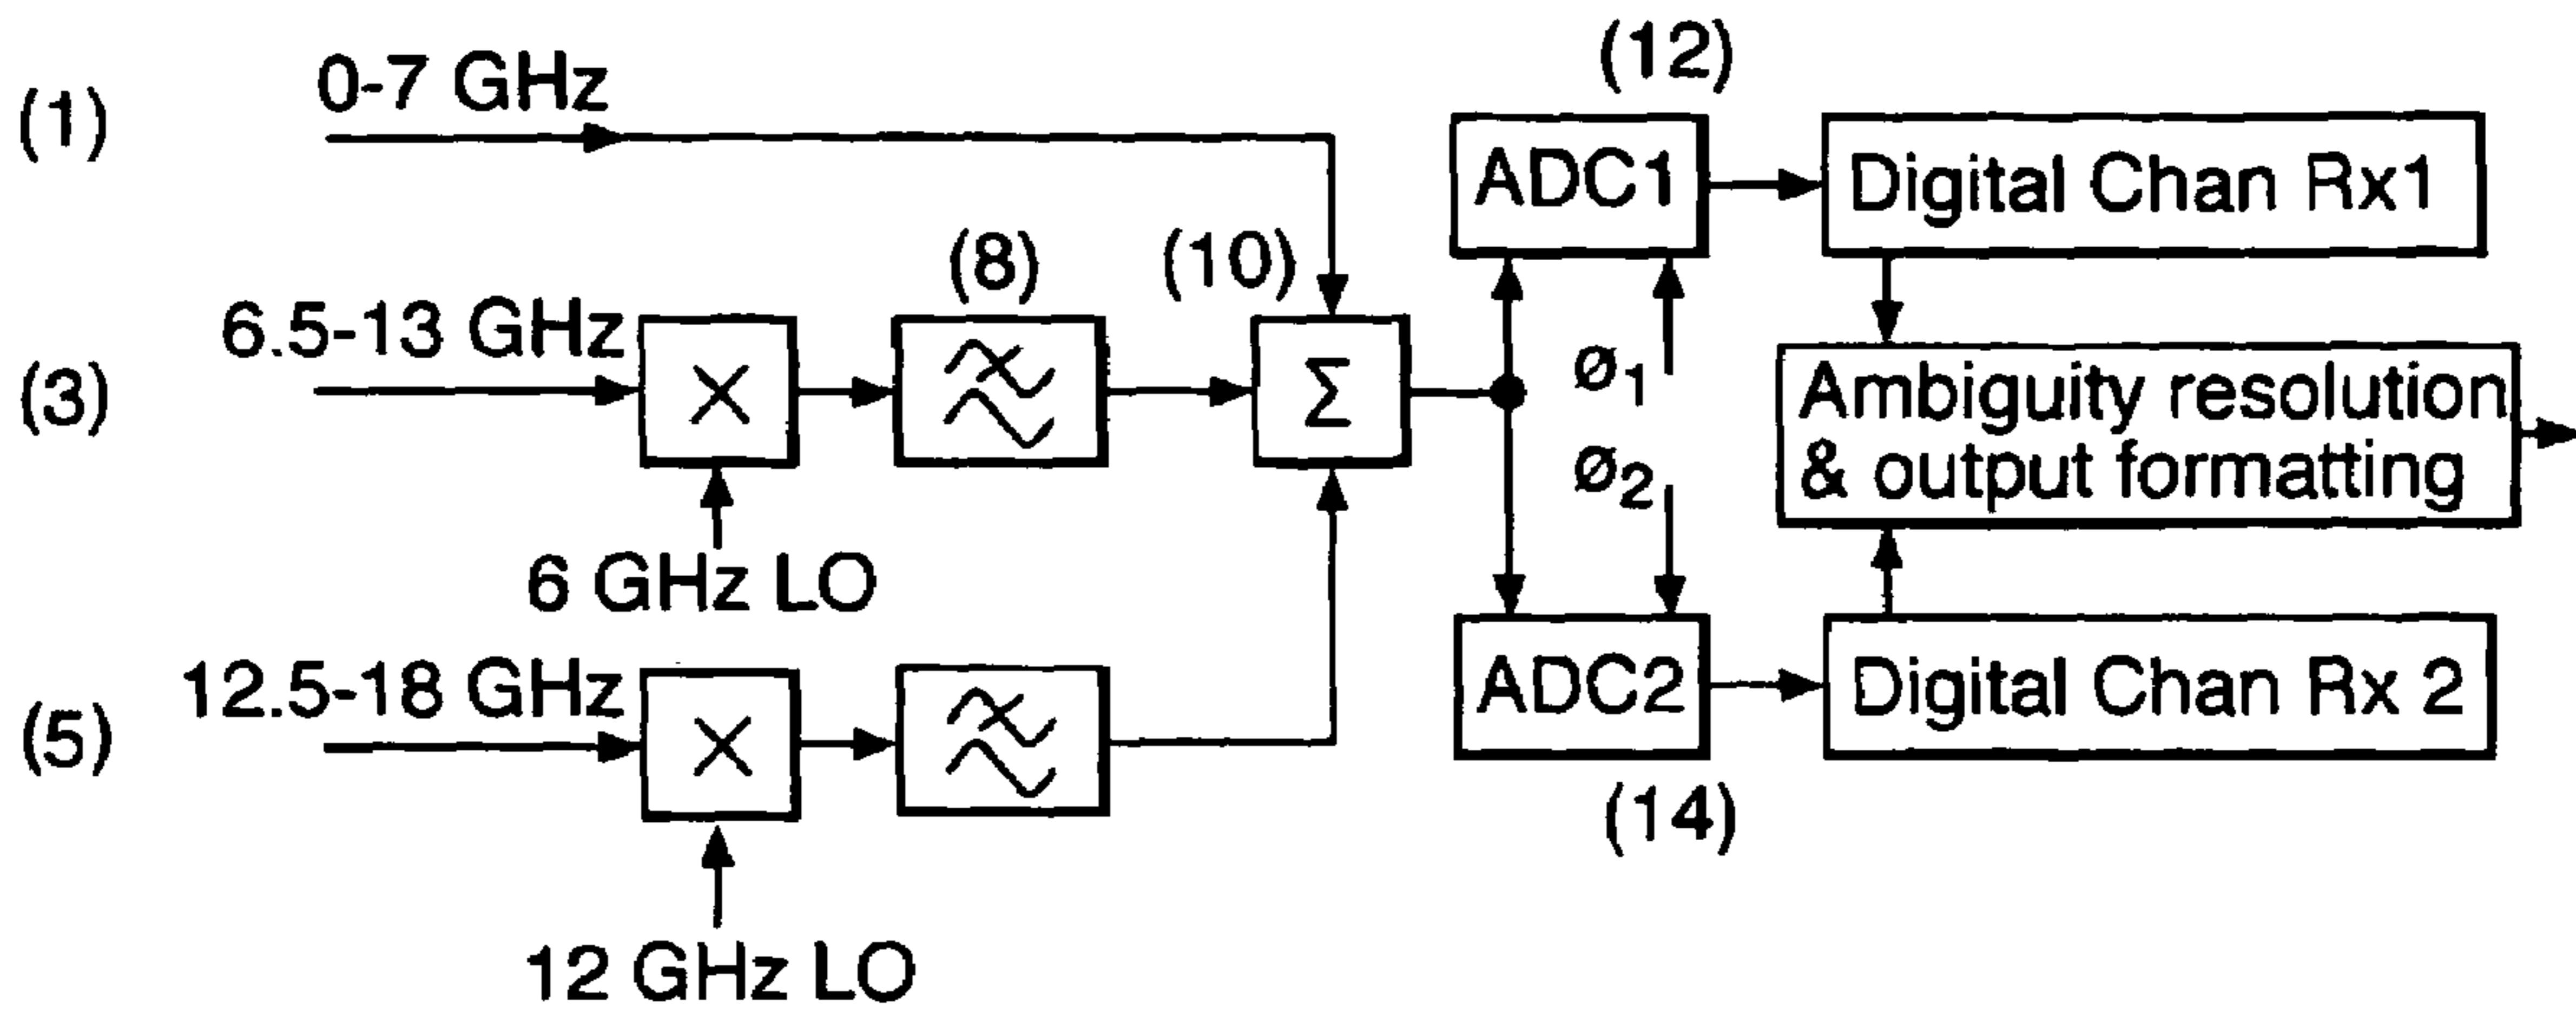 (12)
(1)
0-7 GHz
ADC1
Digital Chan Rx1
(8)
(10)
6.5-13 GHz
(3)
×
Σ
ø1
ø2
Ambiguity resolution
& output formatting
6 GHz LO
12.5-18 GHz
(5)
×
ADC2
Digital Chan Rx 2
(14)
12 GHz LO